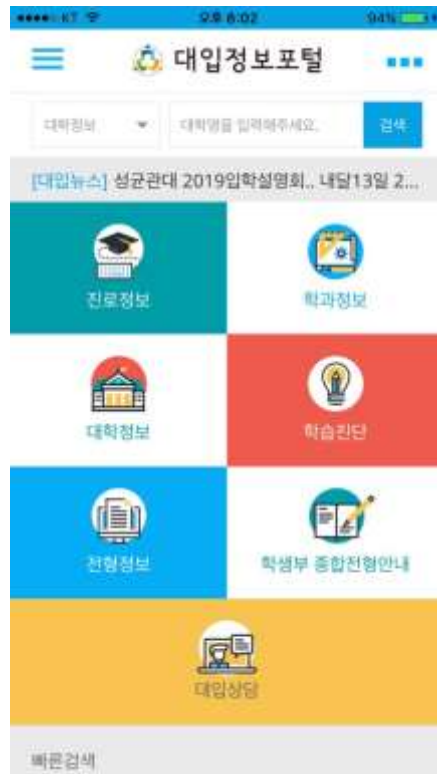 KT 오후 6:02 94%
대입정보포털
대학정보 대학명을 입력해주세요. 검색
[대입뉴스] 성균관대 2019입학설명회.. 내달13일 2...
진로정보 학과정보
대학정보 학습진단
전형정보 학생부 종합전형안내
대입상담
빠른검색